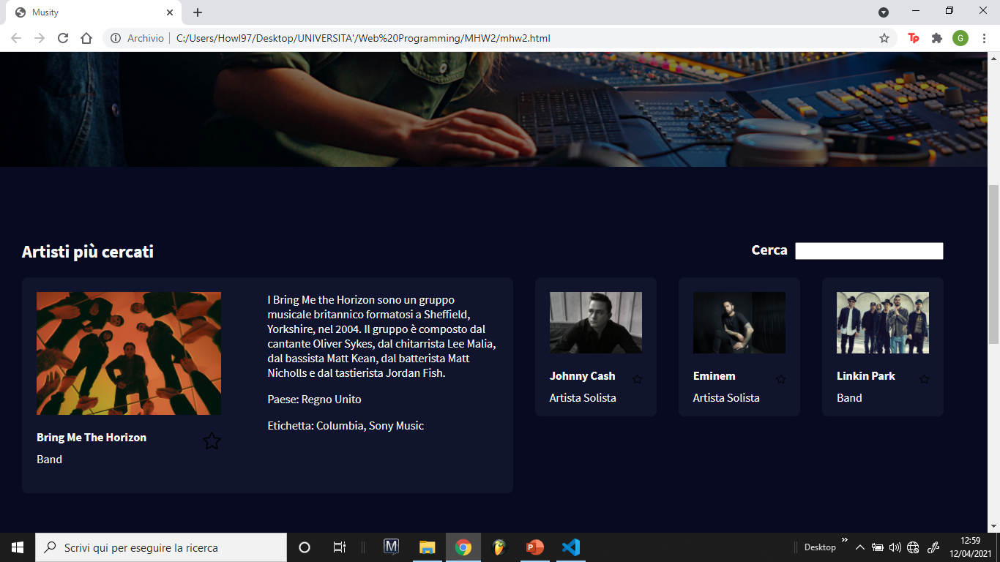 Musity
Archivio
C:/Users/Howl97/Desktop/UNIVERSITA'/Web%20Programming/MHW2/mhw2.html
Tp
G
Artisti più cercati
Cerca
I Bring Me the Horizon sono un gruppo
musicale britannico formatosi a Sheffield,
Yorkshire, nel 2004. Il gruppo è composto dal
cantante Oliver Sykes, dal chitarrista Lee Malia,
dal bassista Matt Kean, dal batterista Matt
Nicholls e dal tastierista Jordan Fish.
Paese: Regno Unito
Etichetta: Columbia, Sony Music
Bring Me The Horizon
Band
Johnny Cash
Artista Solista
Eminem
Artista Solista
Linkin Park
Band
Scrivi qui per eseguire la ricerca
M
P
Desktop
12:59
12/04/2021